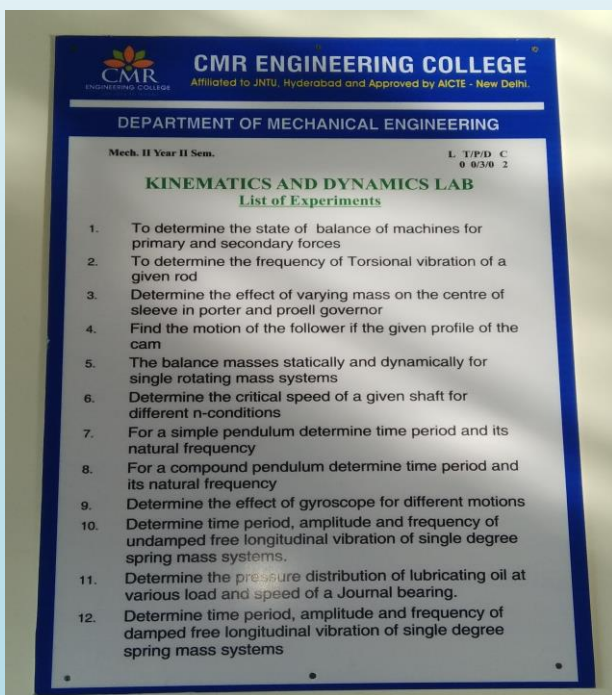 CMR
ENGINEERING COLLEGE
CMR ENGINEERING COLLEGE
Affiliated to JNTU, Hyderabad and Approved by AICTE - New Delhi.
DEPARTMENT OF MECHANICAL ENGINEERING
Mech. II Year II Sem.
L T/P/D C
0 0/3/0 2
KINEMATICS AND DYNAMICS LAB
List of Experiments
1. To determine the state of balance of machines for
primary and secondary forces
2. To determine the frequency of Torsional vibration of a
given rod
3. Determine the effect of varying mass on the centre of
sleeve in porter and proell governor
4. Find the motion of the follower if the given profile of the
cam
5. The balance masses statically and dynamically for
single rotating mass systems
6. Determine the critical speed of a given shaft for
different n-conditions
7. For a simple pendulum determine time period and its
natural frequency
8. For a compound pendulum determine time period and
its natural frequency
9. Determine the effect of gyroscope for different motions
10. Determine time period, amplitude and frequency of
undamped free longitudinal vibration of single degree
spring mass systems.
11. Determine the pressure distribution of lubricating oil at
various load and speed of a Journal bearing.
12. Determine time period, amplitude and frequency of
damped free longitudinal vibration of single degree
spring mass systems